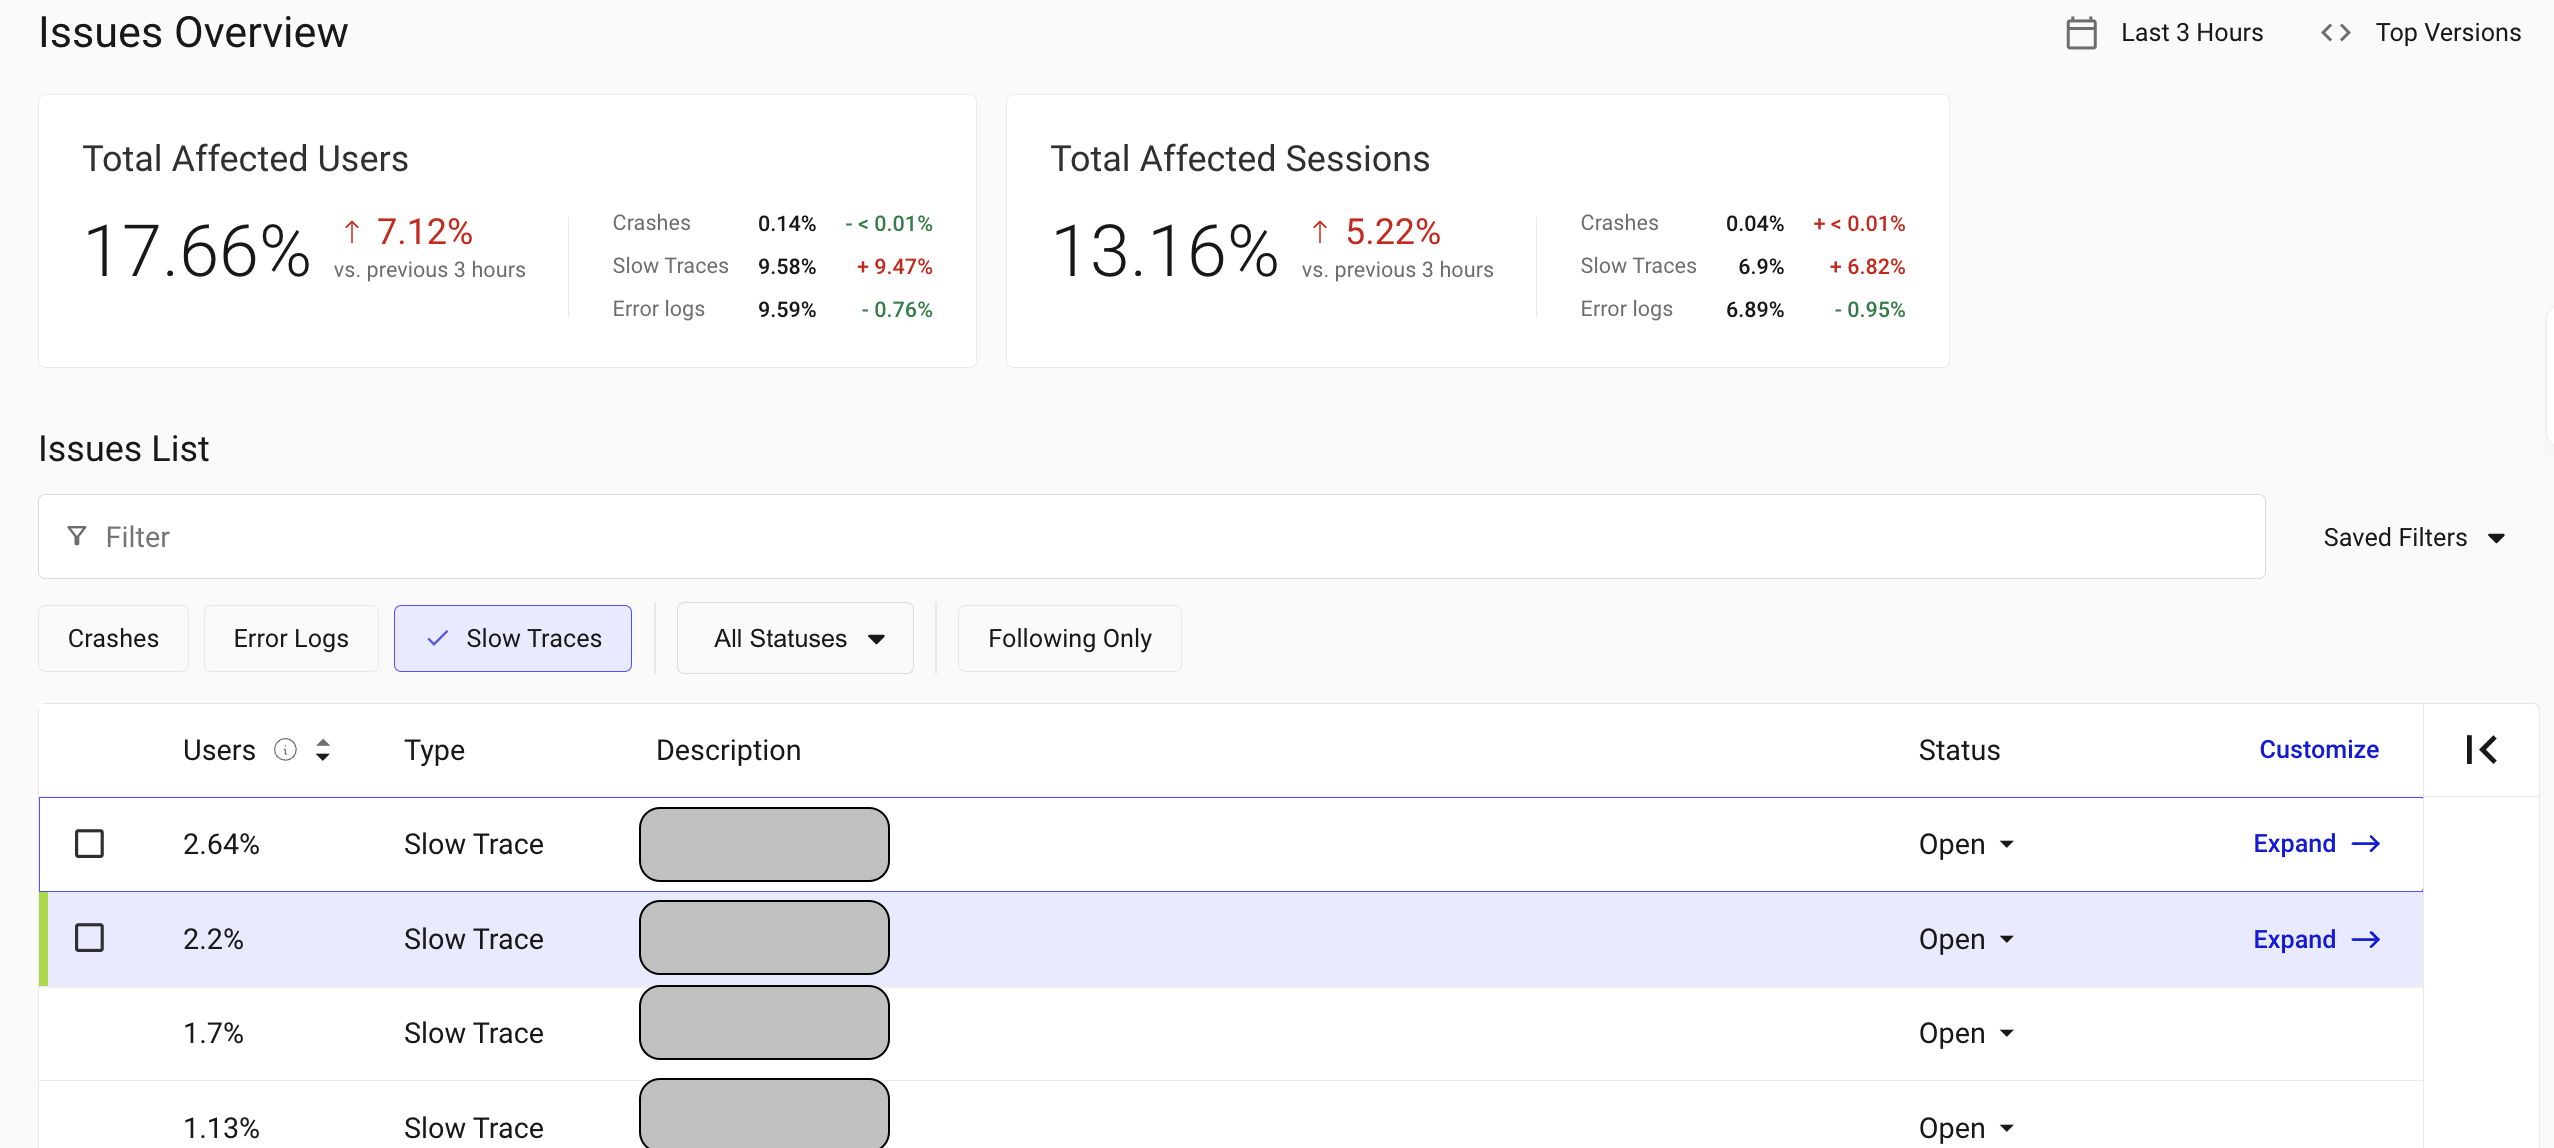 Issues Overview
Last 3 Hours
Top Versions
Total Affected Users
17.66%
↑ 7.12%
vs. previous 3 hours
Crashes 0.14% - < 0.01%
Slow Traces 9.58% + 9.47%
Error logs 9.59% - 0.76%
Total Affected Sessions
13.16%
↑ 5.22%
vs. previous 3 hours
Crashes 0.04% + < 0.01%
Slow Traces 6.9% + 6.82%
Error logs 6.89% - 0.95%
Issues List
Filter
Saved Filters
Crashes Error Logs Slow Traces All Statuses Following Only
Users Type Description Status Customize
2.64% Slow Trace Open Expand →
2.2% Slow Trace Open Expand →
1.7% Slow Trace Open
1.13% Slow Trace Open